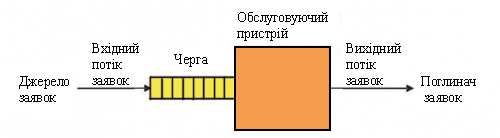 Обслуговуючий
пристрій
Вхідний
потік
заявок
Черга
Вихідний
потік
заявок
Джерело
заявок
Поглинач
заявок